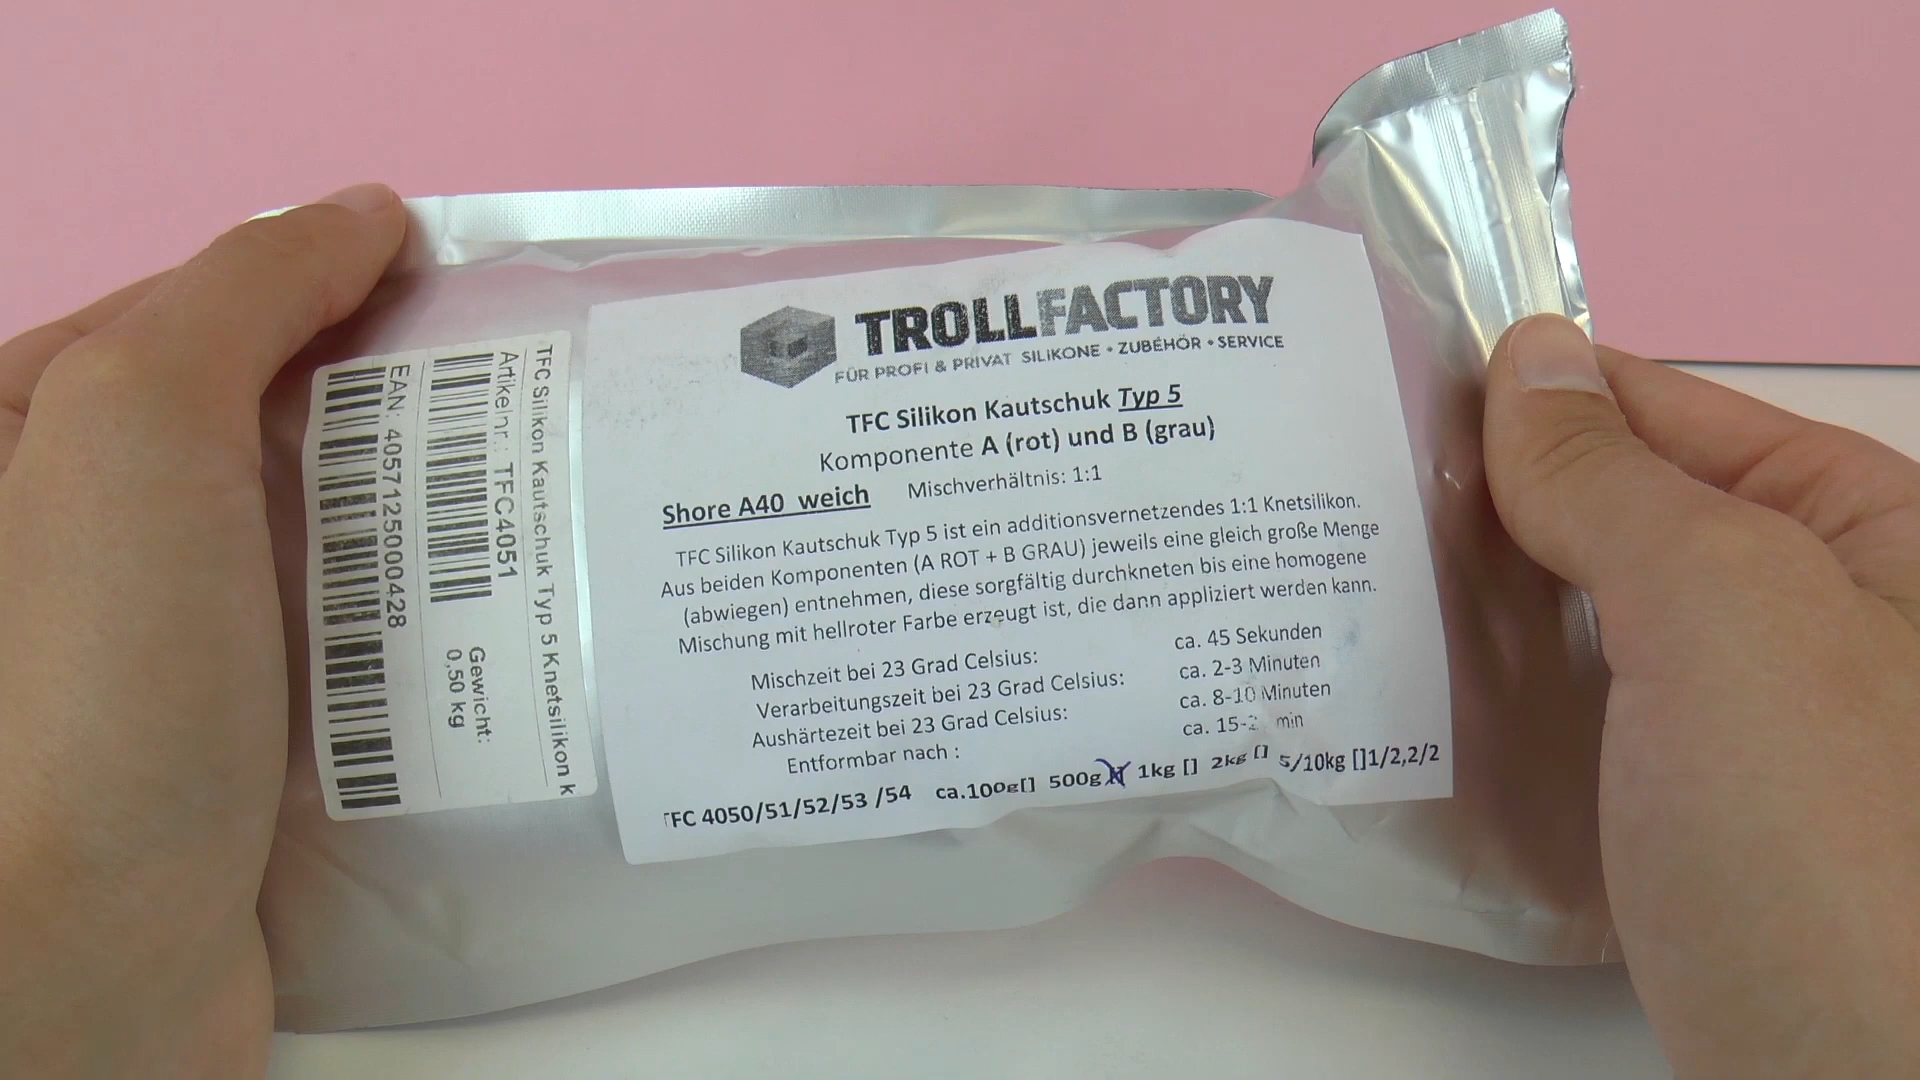 TROLLFACTORY
FÜR PROFI & PRIVAT SILIKONE • ZUBEHÖR • SERVICE
TFC Silikon Kautschuk Typ 5
Komponente A (rot) und B (grau)
Shore A40 weich Mischverhältnis: 1:1
TFC Silikon Kautschuk Typ 5 ist ein additionsvernetzendes 1:1 Knetsilikon.
Aus beiden Komponenten (A ROT + B GRAU) jeweils eine gleich große Menge
(abwiegen) entnehmen, diese sorgfältig durchkneten bis eine homogene
Mischung mit hellroter Farbe erzeugt ist, die dann appliziert werden kann.
Mischzeit bei 23 Grad Celsius: ca. 45 Sekunden
Verarbeitungszeit bei 23 Grad Celsius: ca. 2-3 Minuten
Aushärtezeit bei 23 Grad Celsius: ca. 8-10 Minuten
Entformbar nach : ca. min
TFC 4050/51/52/53 /54 ca.100g[] 500g[] 1kg [] 2kg [] 5/10kg []1/2,2/2
TFC Silikon Kautschuk Typ 5 Knetsilikon k
Artikelnr.: TFC4051
Gewicht:
0,50 kg
EAN: 4057125000428